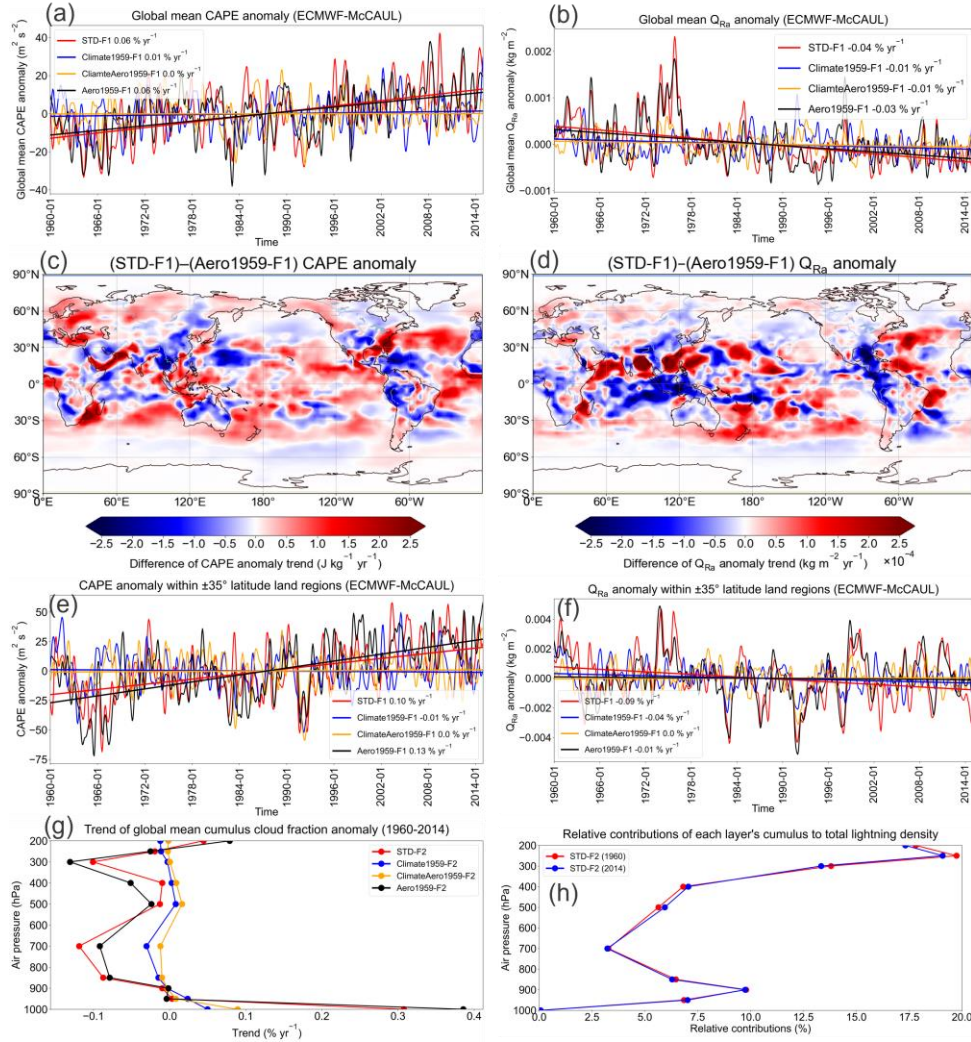 (a)
Global mean CAPE anomaly (ECMWF-McCAUL)
Global mean CAPE anomaly (m² s⁻²)
40
20
0
−20
−40
STD-F1 0.06 % yr⁻¹
Climate1959-F1 0.01 % yr⁻¹
CliamteAero1959-F1 0.0 % yr⁻¹
Aero1959-F1 0.06 % yr⁻¹
1960-01
1966-01
1972-01
1978-01
1984-01
1990-01
1996-01
2002-01
2008-01
2014-01
Time
(b)
Global mean Q_Ra anomaly (ECMWF-McCAUL)
Global mean Q_Ra anomaly (kg m⁻²)
0.002
0.001
0.000
−0.001
STD-F1 -0.04 % yr⁻¹
Climate1959-F1 -0.01 % yr⁻¹
CliamteAero1959-F1 -0.01 % yr⁻¹
Aero1959-F1 -0.03 % yr⁻¹
1960-01
1966-01
1972-01
1978-01
1984-01
1990-01
1996-01
2002-01
2008-01
2014-01
Time
(c)
(STD-F1)−(Aero1959-F1) CAPE anomaly
90°N
60°N
30°N
0°
30°S
60°S
90°S
0°E
60°E
120°E
180°
120°W
60°W
−2.5 −1.5 −1.0 −0.5 0.0 0.5 1.0 1.5 2.5
Difference of CAPE anomaly trend (J kg⁻¹ yr⁻¹)
(d)
(STD-F1)−(Aero1959-F1) Q_Ra anomaly
90°N
60°N
30°N
0°
30°S
60°S
90°S
0°E
60°E
120°E
180°
120°W
60°W
−2.5 −1.5 −1.0 −0.5 0.0 0.5 1.0 1.5 2.5
Difference of Q_Ra anomaly trend (kg m⁻² yr⁻¹) ×10⁻⁴
(e)
CAPE anomaly within ±35° latitude land regions (ECMWF-McCAUL)
CAPE anomaly (m² s⁻²)
50
25
0
−25
−50
−75
STD-F1 0.10 % yr⁻¹
Climate1959-F1 -0.01 % yr⁻¹
ClimateAero1959-F1 0.0 % yr⁻¹
Aero1959-F1 0.13 % yr⁻¹
1960-01
1966-01
1972-01
1978-01
1984-01
1990-01
1996-01
2002-01
2008-01
2014-01
Time
(f)
Q_Ra anomaly within ±35° latitude land regions (ECMWF-McCAUL)
Q_Ra anomaly (kg m⁻²)
0.004
0.002
0.000
−0.002
−0.004
STD-F1 -0.09 % yr⁻¹
Climate1959-F1 -0.04 % yr⁻¹
ClimateAero1959-F1 0.0 % yr⁻¹
Aero1959-F1 -0.01 % yr⁻¹
1960-01
1966-01
1972-01
1978-01
1984-01
1990-01
1996-01
2002-01
2008-01
2014-01
Time
(g)
Trend of global mean cumulus cloud fraction anomaly (1960-2014)
Air pressure (hPa)
200
300
400
500
600
700
800
900
1000
STD-F2
Climate1959-F2
ClimateAero1959-F2
Aero1959-F2
−0.1 0.0 0.1 0.2 0.3 0.4
Trend (% yr⁻¹)
(h)
Relative contributions of each layer's cumulus to total lightning density
Air pressure (hPa)
200
300
400
500
600
700
800
900
1000
STD-F2 (1960)
STD-F2 (2014)
0.0 2.5 5.0 7.5 10.0 12.5 15.0 17.5 20.0
Relative contributions (%)